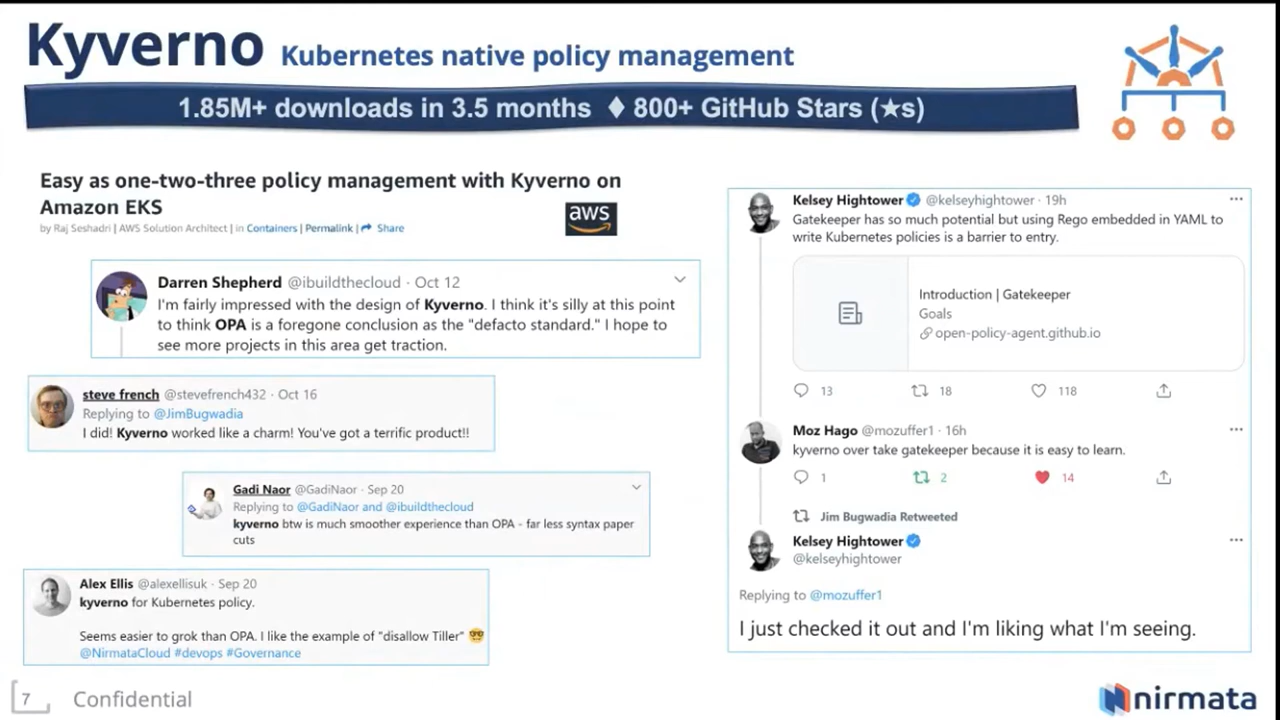 Kyverno Kubernetes native policy management
1.85M+ downloads in 3.5 months ♦ 800+ GitHub Stars (★s)
Easy as one-two-three policy management with Kyverno on
Amazon EKS
aws
by Raj Seshadri | AWS Solution Architect | in Containers | Permalink | Share
Darren Shepherd @ibuildthecloud · Oct 12
I'm fairly impressed with the design of Kyverno. I think it's silly at this point
to think OPA is a foregone conclusion as the "defacto standard." I hope to
see more projects in this area get traction.
steve french @stevefrench432 · Oct 16
Replying to @JimBugwadia
I did! Kyverno worked like a charm! You've got a terrific product!!
Gadi Naor @GadiNaor · Sep 20
Replying to @GadiNaor and @ibuildthecloud
kyverno btw is much smoother experience than OPA - far less syntax paper
cuts
Alex Ellis @alexellisuk · Sep 20
kyverno for Kubernetes policy.
Seems easier to grok than OPA. I like the example of "disallow Tiller" 🤓
@NirmataCloud #devops #Governance
Kelsey Hightower @kelseyhightower · 19h
Gatekeeper has so much potential but using Rego embedded in YAML to
write Kubernetes policies is a barrier to entry.
Introduction | Gatekeeper
Goals
open-policy-agent.github.io
13 18 118
Moz Hago @mozuffer1 · 16h
kyverno over take gatekeeper because it is easy to learn.
1 2 14
Jim Bugwadia Retweeted
Kelsey Hightower
@kelseyhightower
Replying to @mozuffer1
I just checked it out and I'm liking what I'm seeing.
7 Confidential
nirmata